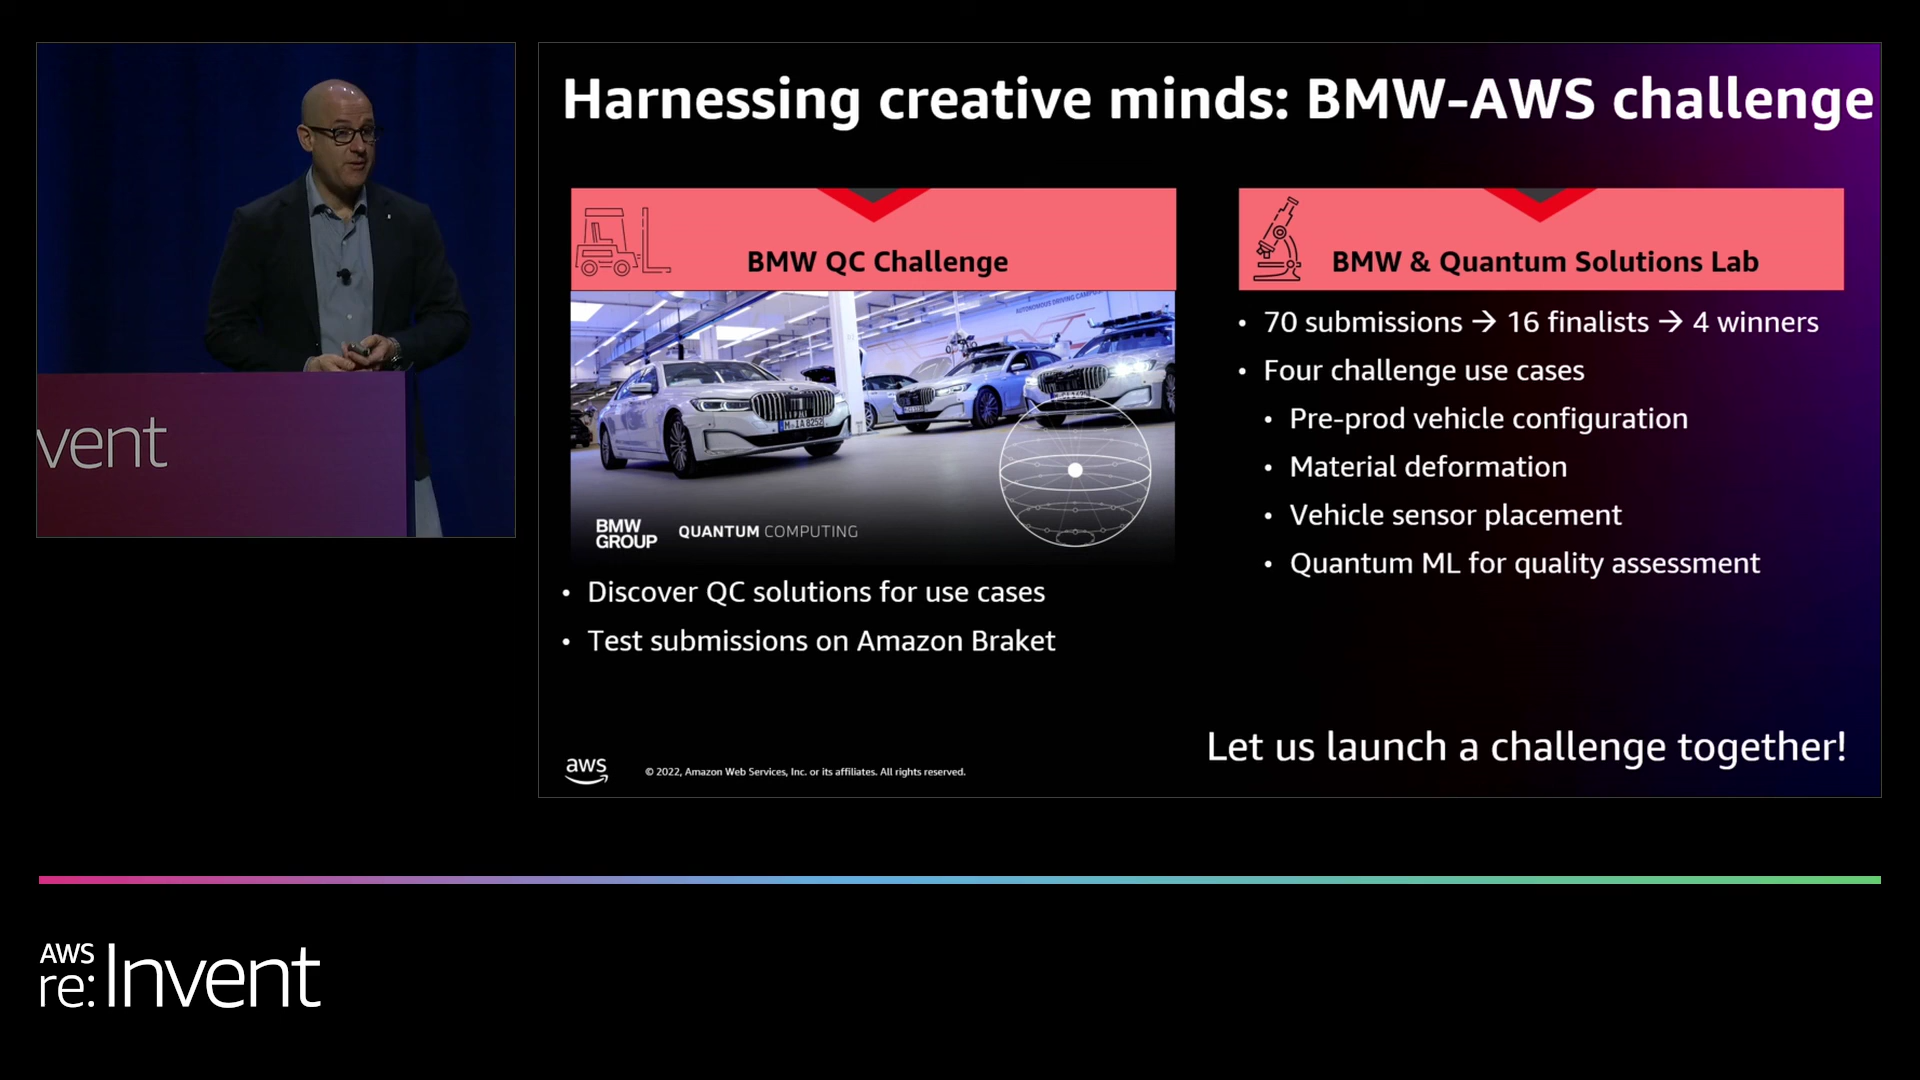 vent
Harnessing creative minds: BMW-AWS challenge
BMW QC Challenge
M·IA 8252
BMW
GROUP
QUANTUM COMPUTING
• Discover QC solutions for use cases
• Test submissions on Amazon Braket
BMW & Quantum Solutions Lab
• 70 submissions → 16 finalists → 4 winners
• Four challenge use cases
• Pre-prod vehicle configuration
• Material deformation
• Vehicle sensor placement
• Quantum ML for quality assessment
Let us launch a challenge together!
aws
© 2022, Amazon Web Services, Inc. or its affiliates. All rights reserved.
AWS
re:Invent